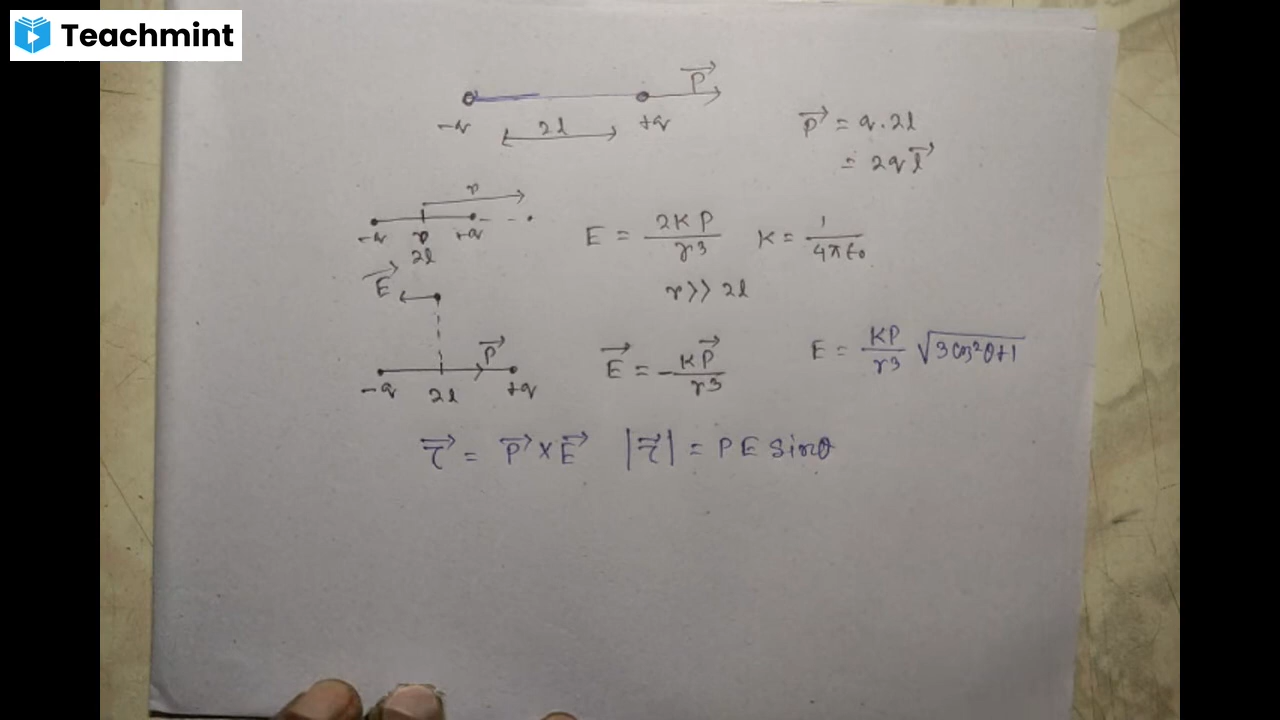 Teachmint
P⃗
-q 2l +q
P⃗ = q.2l
= 2ql⃗
r
-q o +q
2l
E = 2KP/r3 K = 1/4πε0
r>> 2l
E⃗
P⃗
-q 2l +q
E⃗ = -KP⃗/r3
E = KP/r3 √3cos2θ+1
τ⃗ = P⃗×E⃗ |τ⃗| = PE sinθ